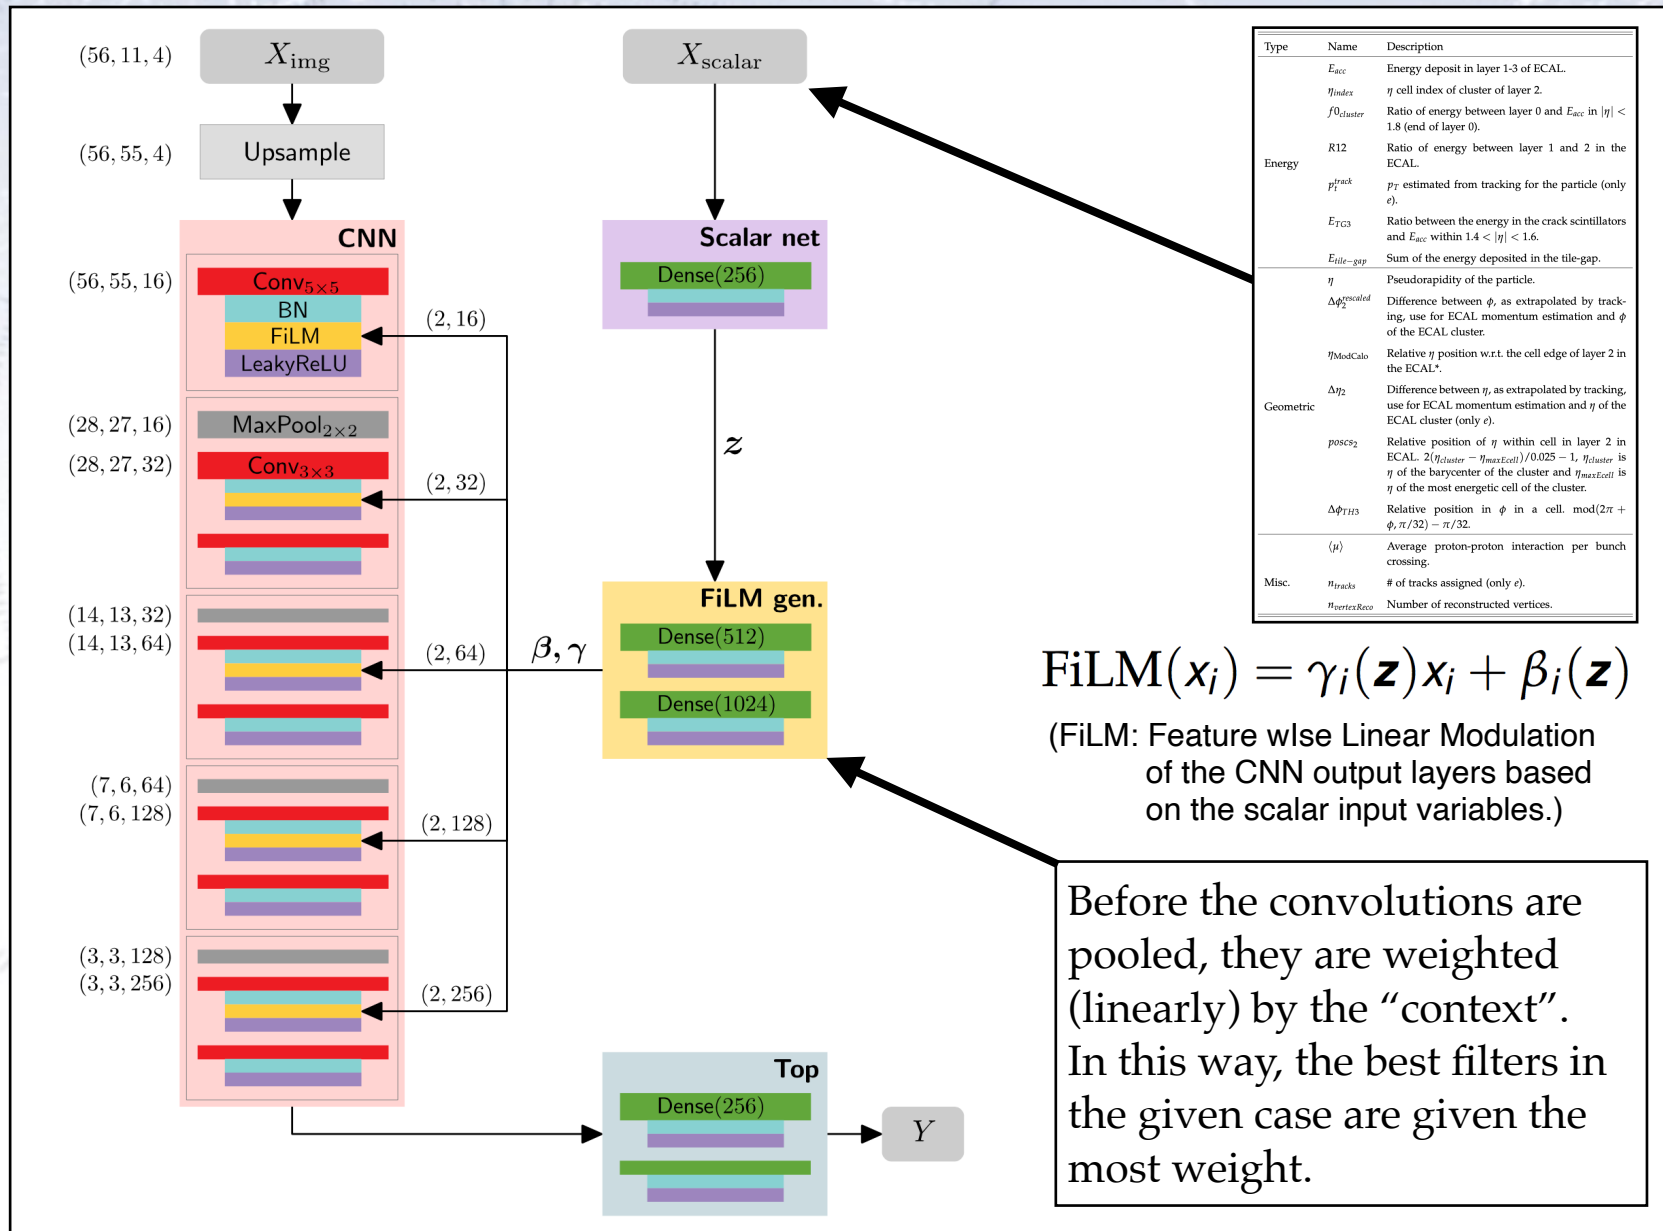 (56, 11, 4)
X_img
X_scalar
(56, 55, 4)
Upsample
CNN
(56, 55, 16)
Conv_5×5
BN
FiLM
LeakyReLU
(2, 16)
(28, 27, 16)
MaxPool_2×2
(28, 27, 32)
Conv_3×3
(2, 32)
(14, 13, 32)
(14, 13, 64)
(2, 64)
(7, 6, 64)
(7, 6, 128)
(2, 128)
(3, 3, 128)
(3, 3, 256)
(2, 256)
Scalar net
Dense(256)
z
FiLM gen.
Dense(512)
Dense(1024)
β, γ
Top
Dense(256)
Y
Type Name Description
E_acc Energy deposit in layer 1-3 of ECAL.
η_index η cell index of cluster of layer 2.
f0_cluster Ratio of energy between layer 0 and E_acc in |η| <
1.8 (end of layer 0).
R12 Ratio of energy between layer 1 and 2 in the
Energy ECAL.
p_t^track p_T estimated from tracking for the particle (only
e).
E_TG3 Ratio between the energy in the crack scintillators
and E_acc within 1.4 < |η| < 1.6.
E_tile−gap Sum of the energy deposited in the tile-gap.
η Pseudorapidity of the particle.
Δϕ_2^rescaled Difference between ϕ, as extrapolated by track-
ing, use for ECAL momentum estimation and ϕ
of the ECAL cluster.
η_ModCalo Relative η position w.r.t. the cell edge of layer 2 in
the ECAL*.
Δη_2 Difference between η, as extrapolated by tracking,
Geometric use for ECAL momentum estimation and η of the
ECAL cluster (only e).
poscs_2 Relative position of η within cell in layer 2 in
ECAL. 2(η_cluster − η_maxEcell)/0.025 − 1, η_cluster is
η of the barycenter of the cluster and η_maxEcell is
η of the most energetic cell of the cluster.
Δϕ_TH3 Relative position in ϕ in a cell. mod(2π +
ϕ, π/32) − π/32.
⟨μ⟩ Average proton-proton interaction per bunch
crossing.
Misc. n_tracks # of tracks assigned (only e).
n_vertexReco Number of reconstructed vertices.
FiLM(x_i) = γ_i(z)x_i + β_i(z)
(FiLM: Feature wIse Linear Modulation
of the CNN output layers based
on the scalar input variables.)
Before the convolutions are
pooled, they are weighted
(linearly) by the “context”.
In this way, the best filters in
the given case are given the
most weight.